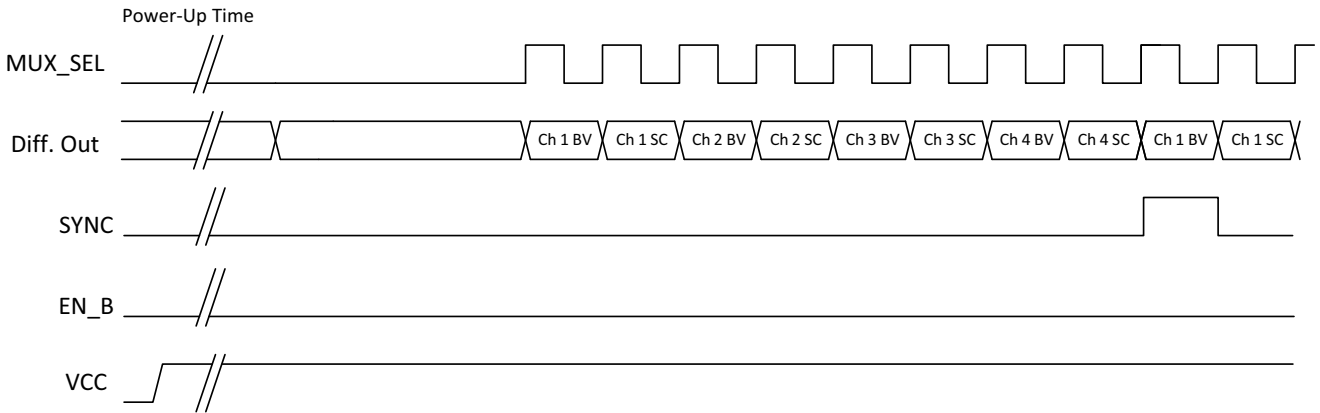 Power-Up Time
MUX_SEL
Diff. Out
Ch 1 BV
Ch 1 SC
Ch 2 BV
Ch 2 SC
Ch 3 BV
Ch 3 SC
Ch 4 BV
Ch 4 SC
Ch 1 BV
Ch 1 SC
SYNC
EN_B
VCC